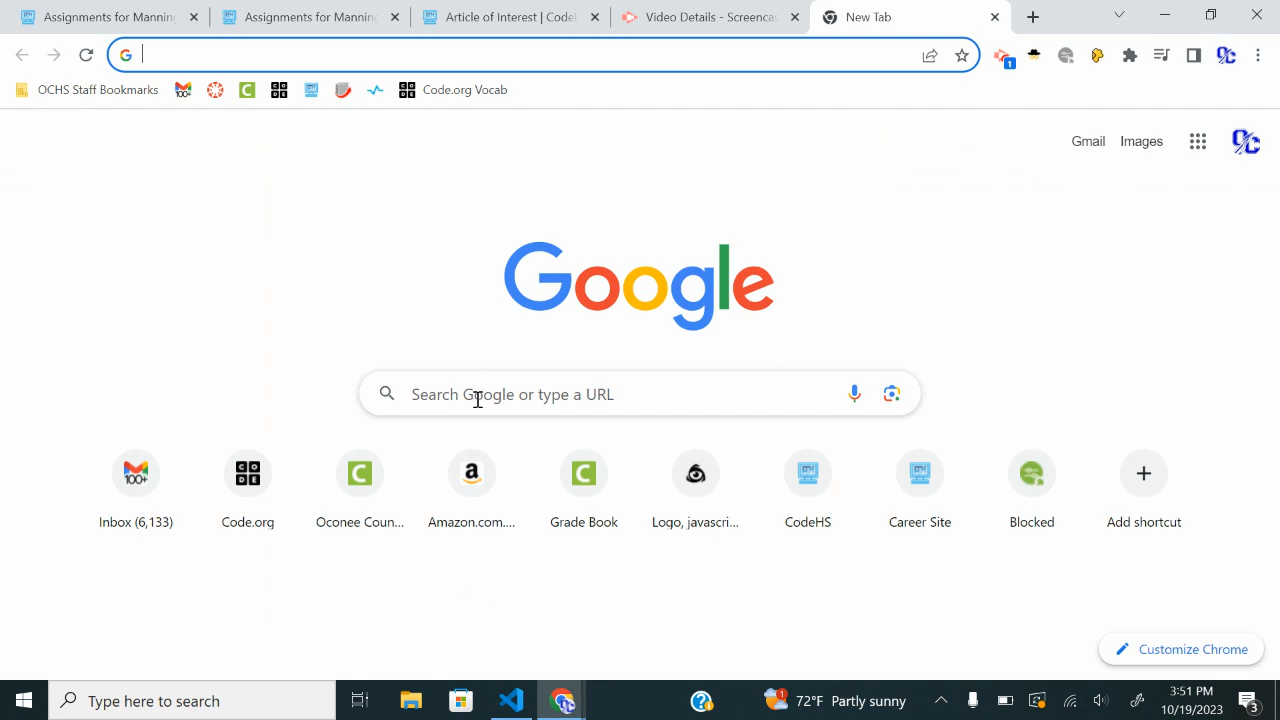 Assignments for Manning
Assignments for Manning
Article of Interest | Codel
Video Details - Screencas
New Tab
OCHS Staff Bookmarks
Code.org Vocab
Gmail
Images
Google
Search Google or type a URL
Inbox (6,133)
Code.org
Oconee Coun...
Amazon.com....
Grade Book
Logo, javascri...
CodeHS
Career Site
Blocked
Add shortcut
Customize Chrome
Type here to search
72°F Partly sunny
3:51 PM
10/19/2023